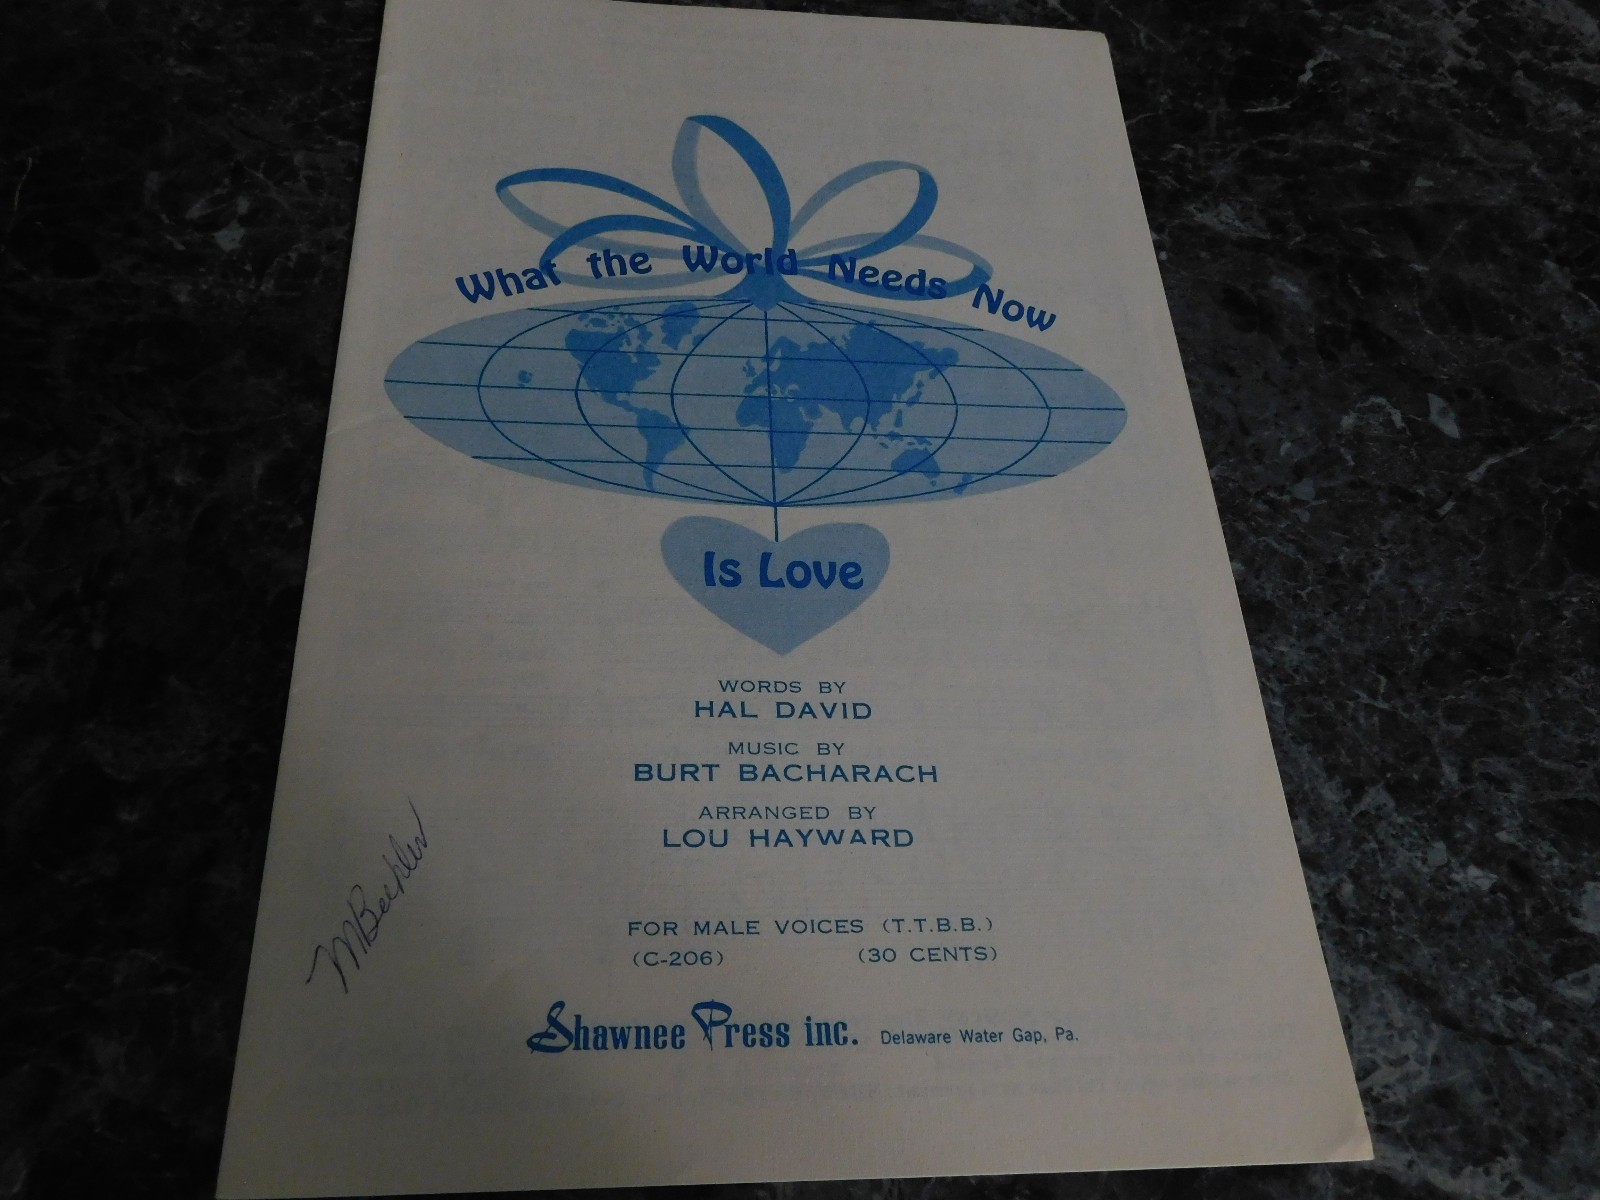 What the World Needs Now
Is Love
WORDS BY
HAL DAVID
MUSIC BY
BURT BACHARACH
ARRANGED BY
LOU HAYWARD
M Beehler
FOR MALE VOICES (T.T.B.B.)
(C-206) (30 CENTS)
Shawnee Press inc. Delaware Water Gap, Pa.